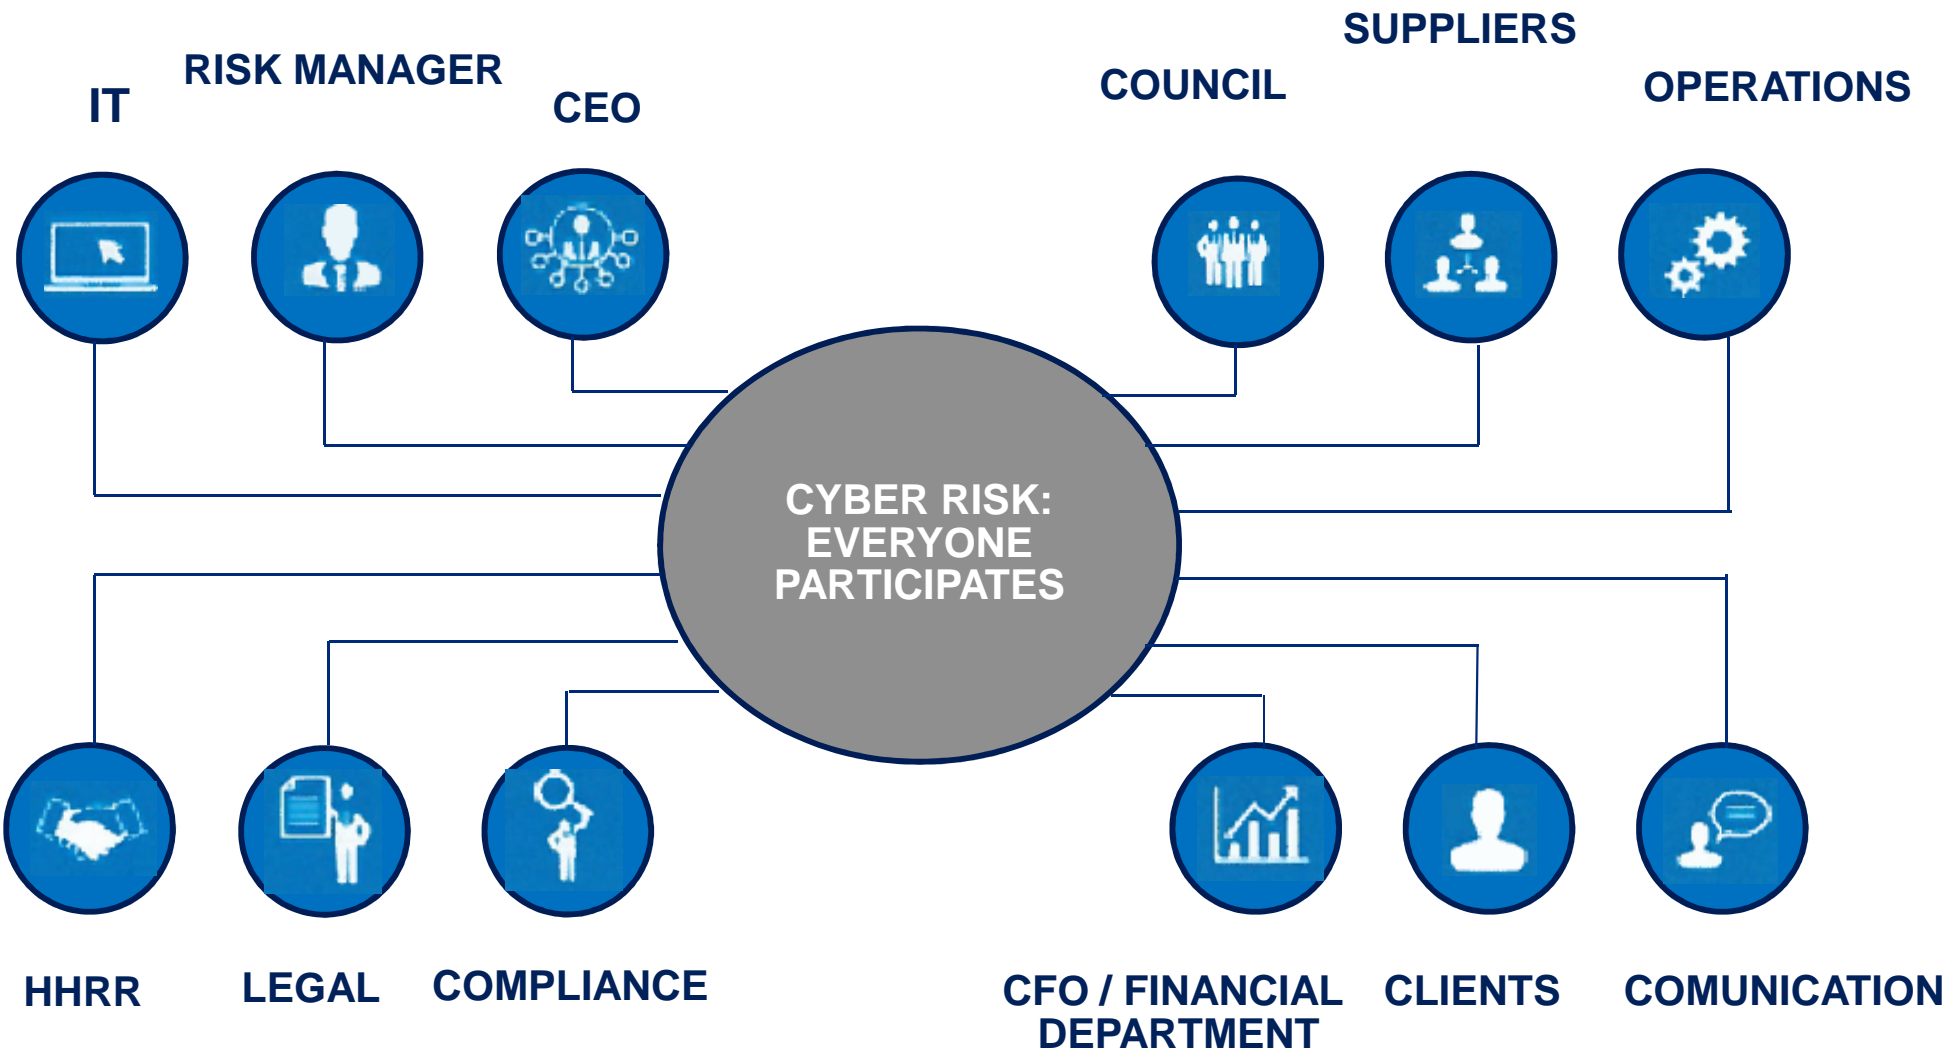 SUPPLIERS
RISK MANAGER
COUNCIL
OPERATIONS
IT
CEO
CYBER RISK:
EVERYONE
PARTICIPATES
HHRR
LEGAL
COMPLIANCE
CFO / FINANCIAL
DEPARTMENT
CLIENTS
COMUNICATION